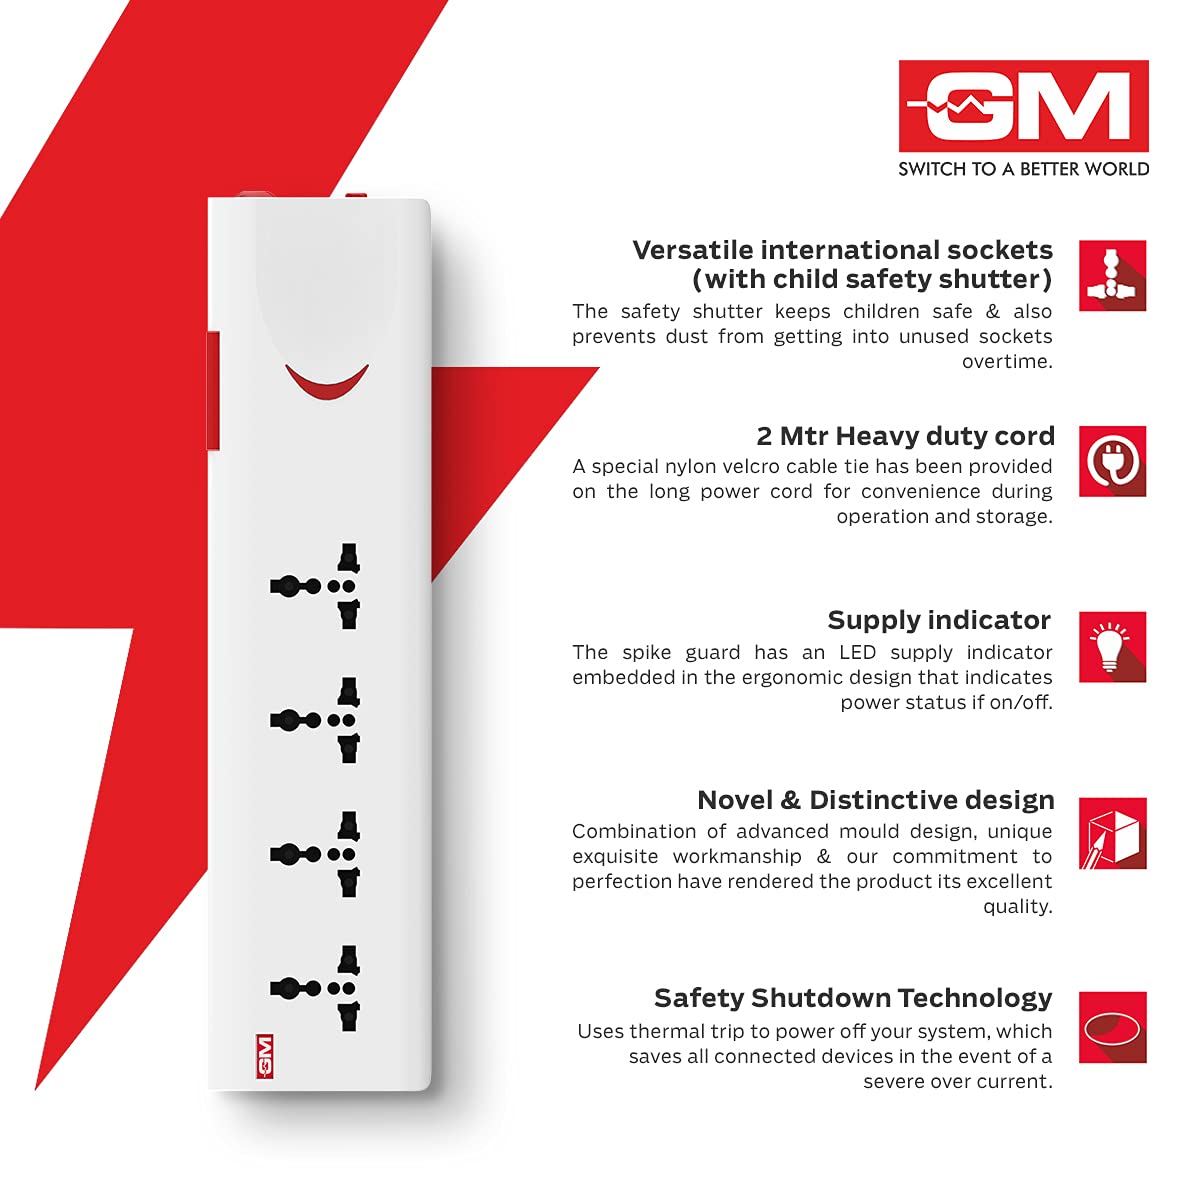 GM
SWITCH TO A BETTER WORLD
Versatile international sockets
(with child safety shutter)
The safety shutter keeps children safe & also
prevents dust from getting into unused sockets
overtime.
2 Mtr Heavy duty cord
A special nylon velcro cable tie has been provided
on the long power cord for convenience during
operation and storage.
Supply indicator
The spike guard has an LED supply indicator
embedded in the ergonomic design that indicates
power status if on/off.
Novel & Distinctive design
Combination of advanced mould design, unique
exquisite workmanship & our commitment to
perfection have rendered the product its excellent
quality.
Safety Shutdown Technology
Uses thermal trip to power off your system, which
saves all connected devices in the event of a
severe over current.
GM